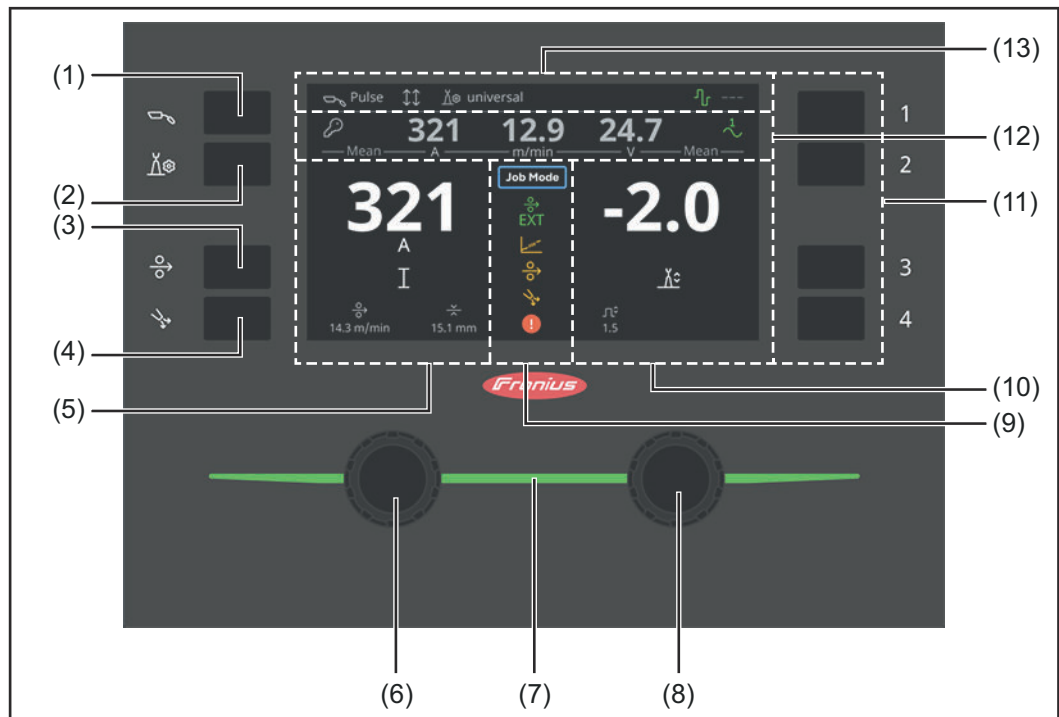 (13)
(1)
Pulse universal ---
1
321 12.9 24.7 1
(12)
Mean A m/min V Mean
(2)
321 Job Mode -2.0
2
(11)
(3)
EXT
A
I
3
(4)
14.3 m/min 15.1 mm ! 1.5
4
(5)
Fronius
(10)
(9)
(6) (7) (8)